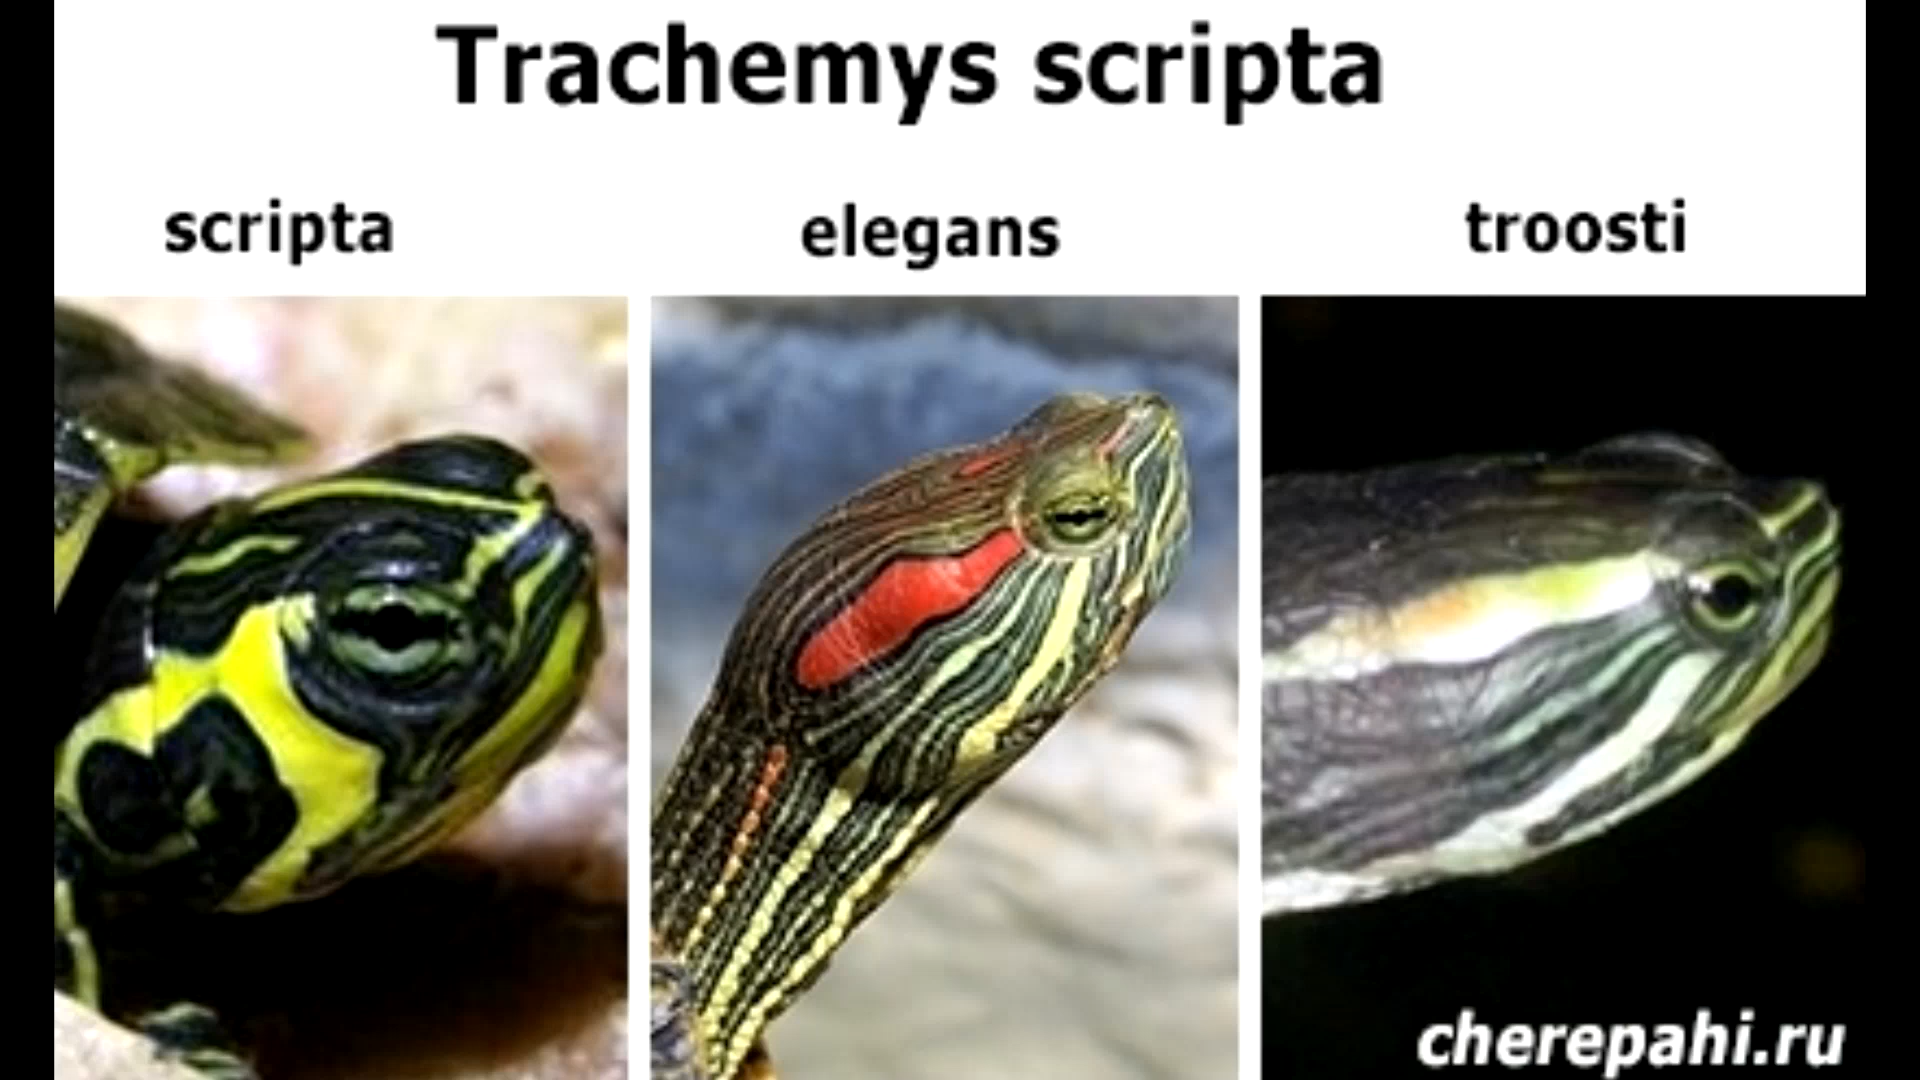 Trachemys scripta
scripta
elegans
troosti
cherepahi.ru